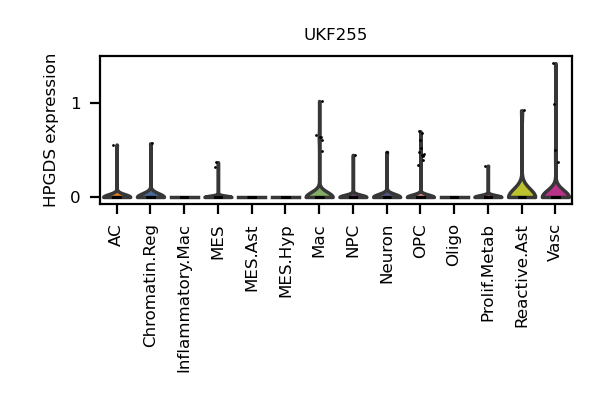 UKF255
HPGDS expression
1
0
AC
Chromatin.Reg
Inflammatory.Mac
MES
MES.Ast
MES.Hyp
Mac
NPC
Neuron
OPC
Oligo
Prolif.Metab
Reactive.Ast
Vasc